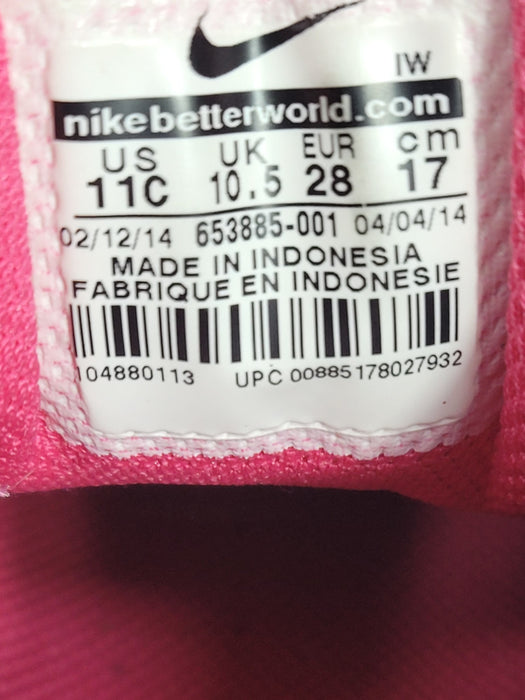 IW
nikebetterworld.com
US UK EUR cm
11C 10.5 28 17
02/12/14 653885-001 04/04/14
MADE IN INDONESIA
FABRIQUE EN INDONESIE
104880113 UPC 00885178027932